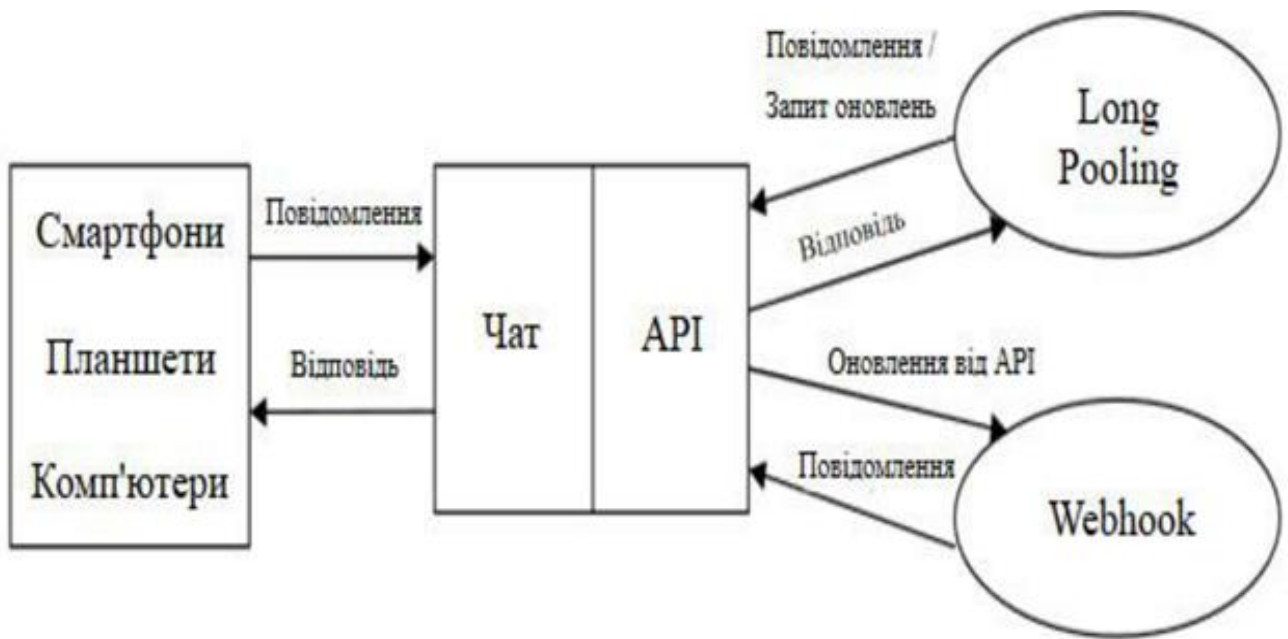 Смартфони
Планшети
Комп'ютери
Повідомлення
Відповідь
Чат
API
Повідомлення /
Запит оновлень
Відповідь
Оновлення від API
Повідомлення
Long
Pooling
Webhook